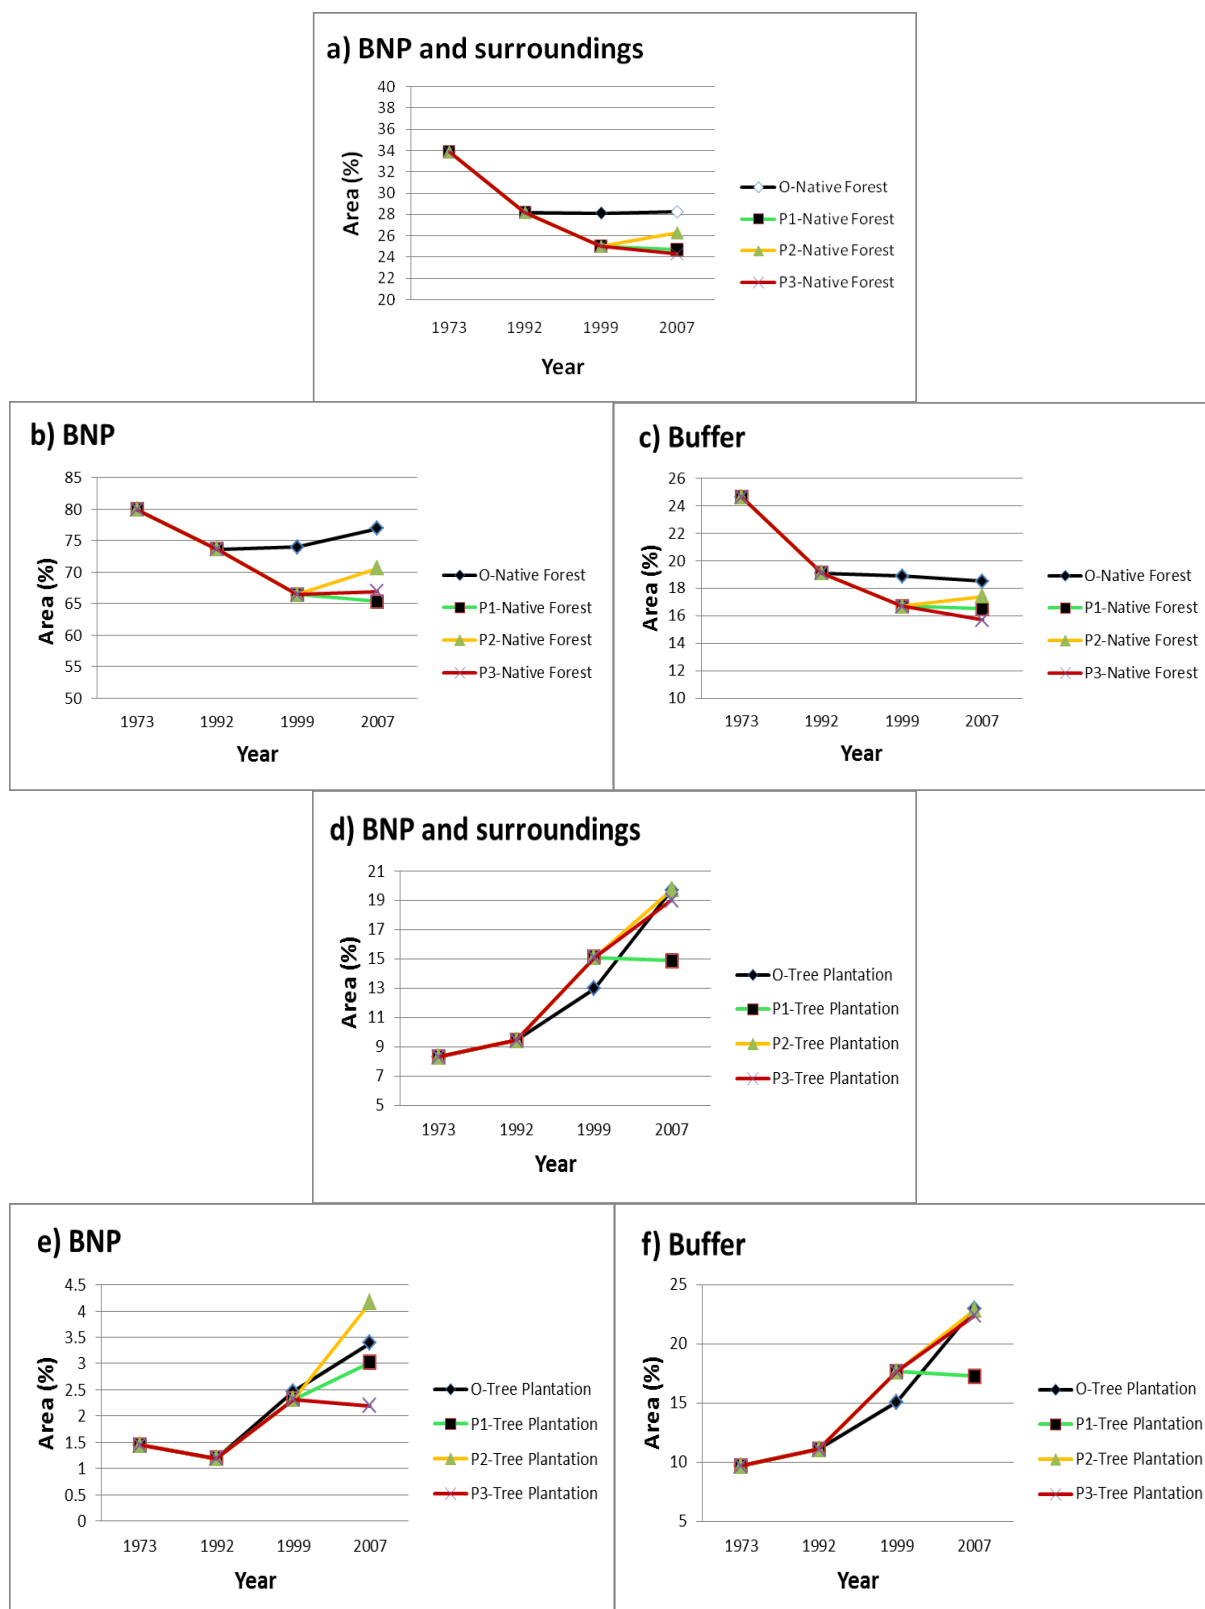 a) BNP and surroundings
40
38
36
34
32
30
28
26
24
22
20
Area (%)
1973 1992 1999 2007
Year
O-Native Forest
P1-Native Forest
P2-Native Forest
P3-Native Forest
b) BNP
85
80
75
70
65
60
55
50
Area (%)
1973 1992 1999 2007
Year
O-Native Forest
P1-Native Forest
P2-Native Forest
P3-Native Forest
c) Buffer
26
24
22
20
18
16
14
12
10
Area (%)
1973 1992 1999 2007
Year
O-Native Forest
P1-Native Forest
P2-Native Forest
P3-Native Forest
d) BNP and surroundings
21
19
17
15
13
11
9
7
5
Area (%)
1973 1992 1999 2007
Year
O-Tree Plantation
P1-Tree Plantation
P2-Tree Plantation
P3-Tree Plantation
e) BNP
4.5
4
3.5
3
2.5
2
1.5
1
0.5
0
Area (%)
1973 1992 1999 2007
Year
O-Tree Plantation
P1-Tree Plantation
P2-Tree Plantation
P3-Tree Plantation
f) Buffer
25
20
15
10
5
Area (%)
1973 1992 1999 2007
Year
O-Tree Plantation
P1-Tree Plantation
P2-Tree Plantation
P3-Tree Plantation